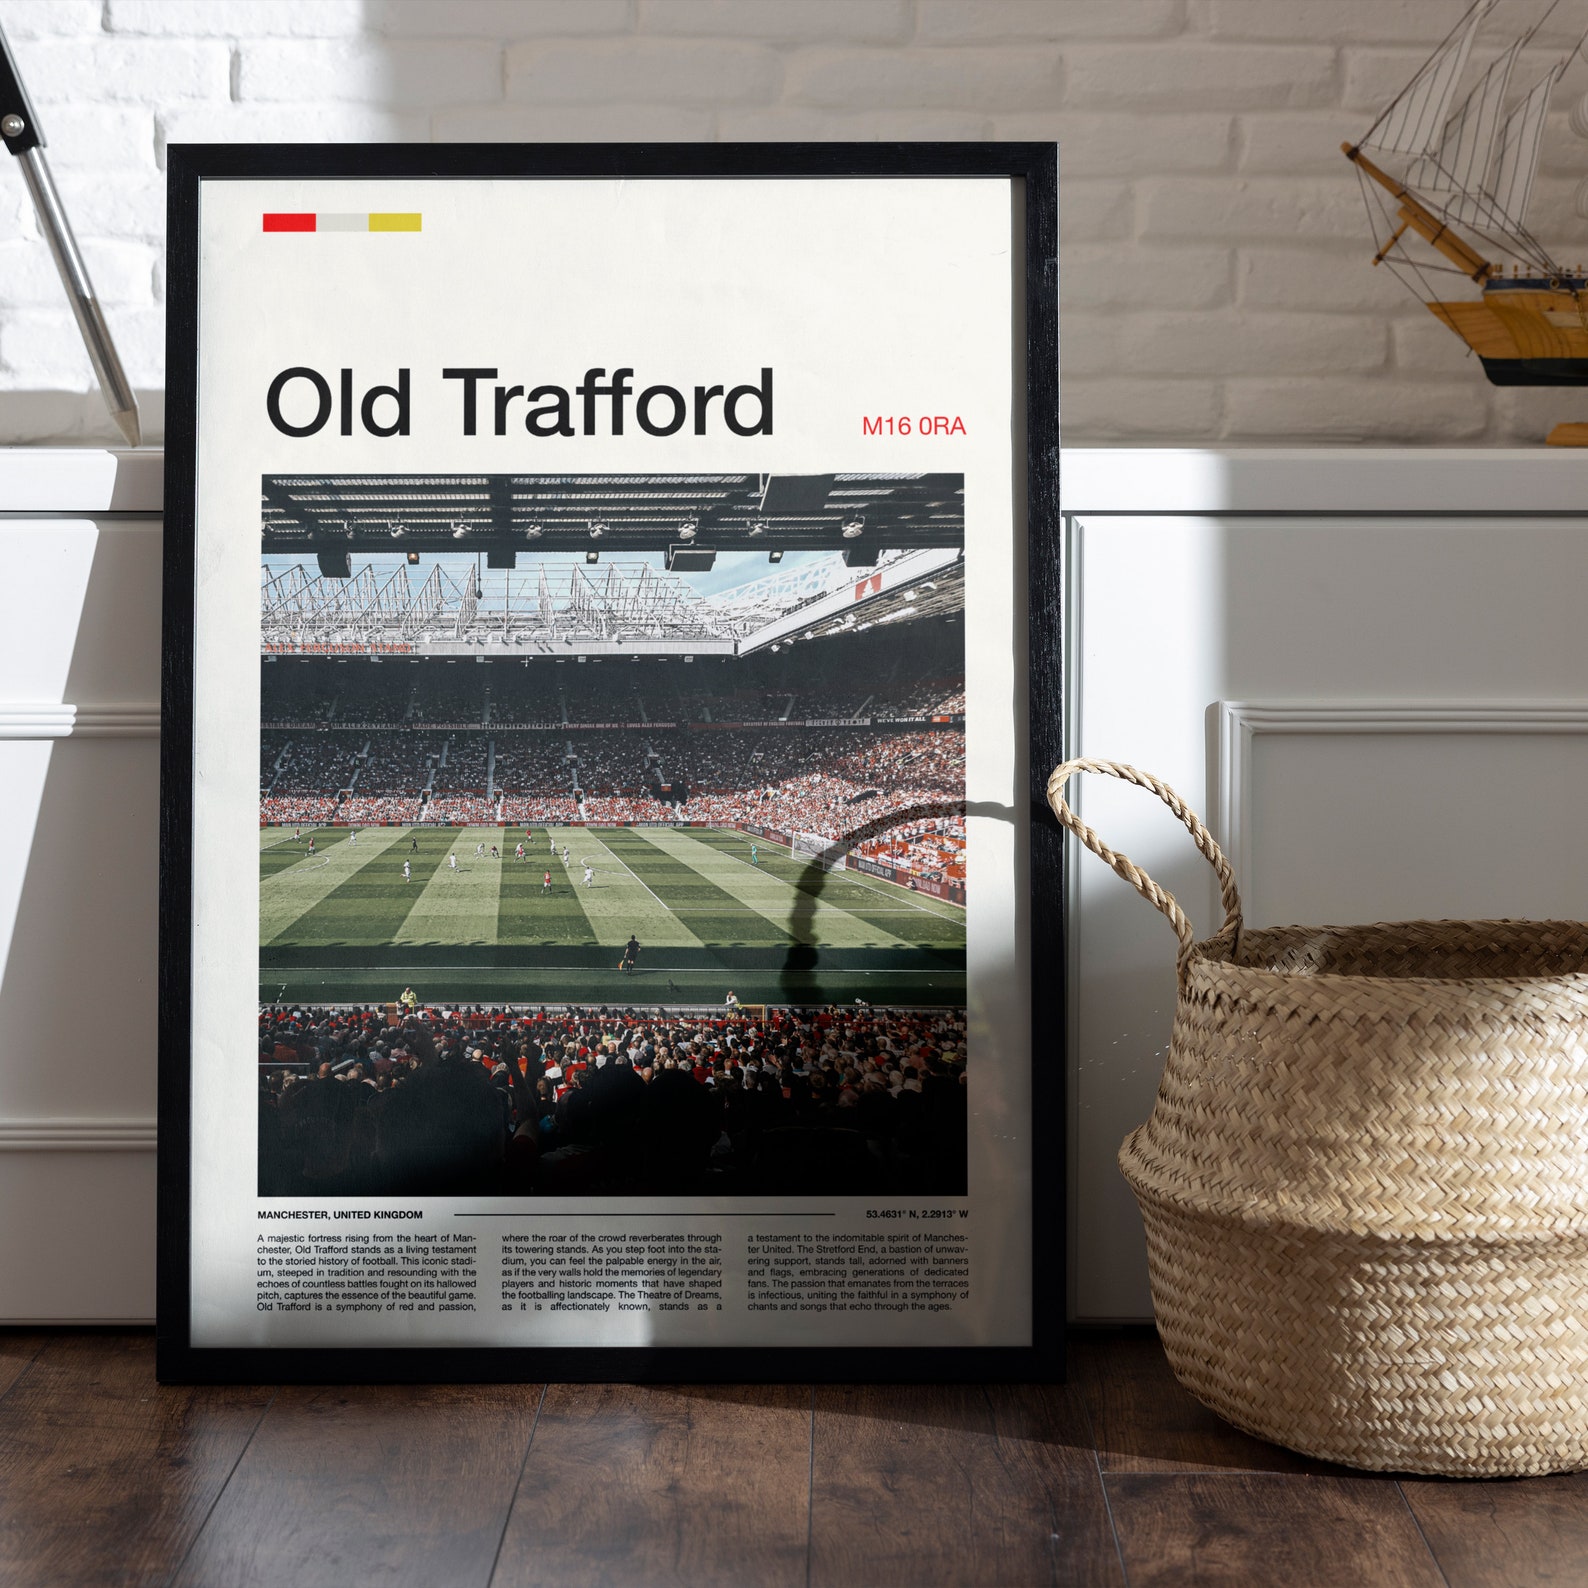 Old Trafford
M16 0RA
ALEX FERGUSON STAND
WE'VE WON IT ALL
MANCHESTER, UNITED KINGDOM
53.4631° N, 2.2913° W
A majestic fortress rising from the heart of Man-
chester, Old Trafford stands as a living testament
to the storied history of football. This iconic stadi-
um, steeped in tradition and resounding with the
echoes of countless battles fought on its hallowed
pitch, captures the essence of the beautiful game.
Old Trafford is a symphony of red and passion,
where the roar of the crowd reverberates through
its towering stands. As you step foot into the sta-
dium, you can feel the palpable energy in the air,
as if the very walls hold the memories of legendary
players and historic moments that have shaped
the footballing landscape. The Theatre of Dreams,
as it is affectionately known, stands as a
a testament to the indomitable spirit of Manches-
ter United. The Stretford End, a bastion of unwav-
ering support, stands tall, adorned with banners
and flags, embracing generations of dedicated
fans. The passion that emanates from the terraces
is infectious, uniting the faithful in a symphony of
chants and songs that echo through the ages.